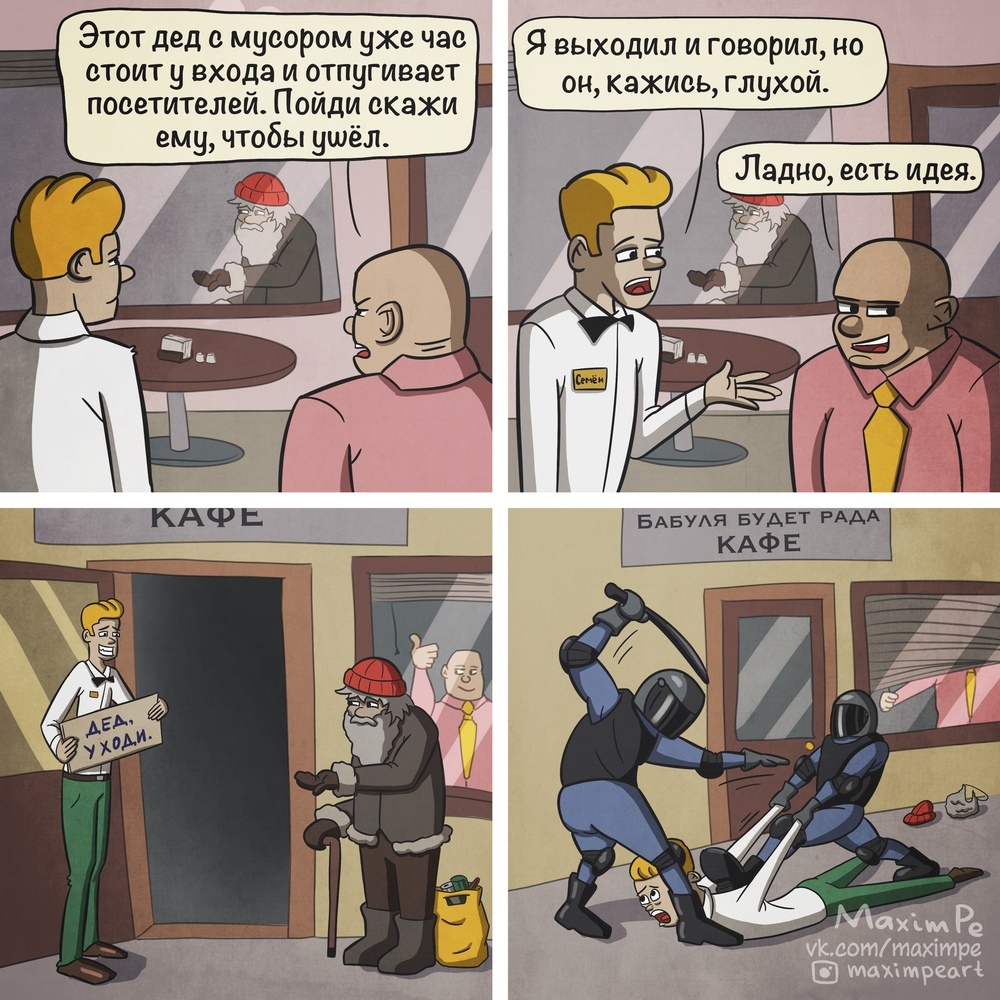 Этот дед с мусором уже час
стоит у входа и отпугивает
посетителей. Пойди скажи
ему, чтобы ушёл.
Я выходил и говорил, но
он, кажись, глухой.
Ладно, есть идея.
Семён
КАФЕ
ДЕД,
УХОДИ.
БАБУЛЯ БУДЕТ РАДА
КАФЕ
MaximPe
vk.com/maximpe
maximpeart